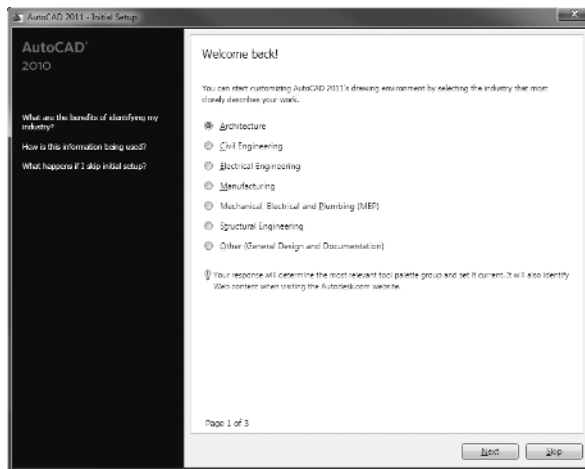 AutoCAD 2011 - Initial Setup
AutoCAD®
2010
What are the benefits of identifying my
industry?
How is this information being used?
What happens if I skip initial setup?
Welcome back!
You can start customizing AutoCAD 2011's drawing environment by selecting the industry that most
closely describes your work.
Architecture
Civil Engineering
Electrical Engineering
Manufacturing
Mechanical, Electrical and Plumbing (MEP)
Structural Engineering
Other (General Design and Documentation)
Your response will determine the most relevant tool palette group and set it current. It will also identify
Web content when visiting the Autodesk.com website.
Page 1 of 3
Next
Skip